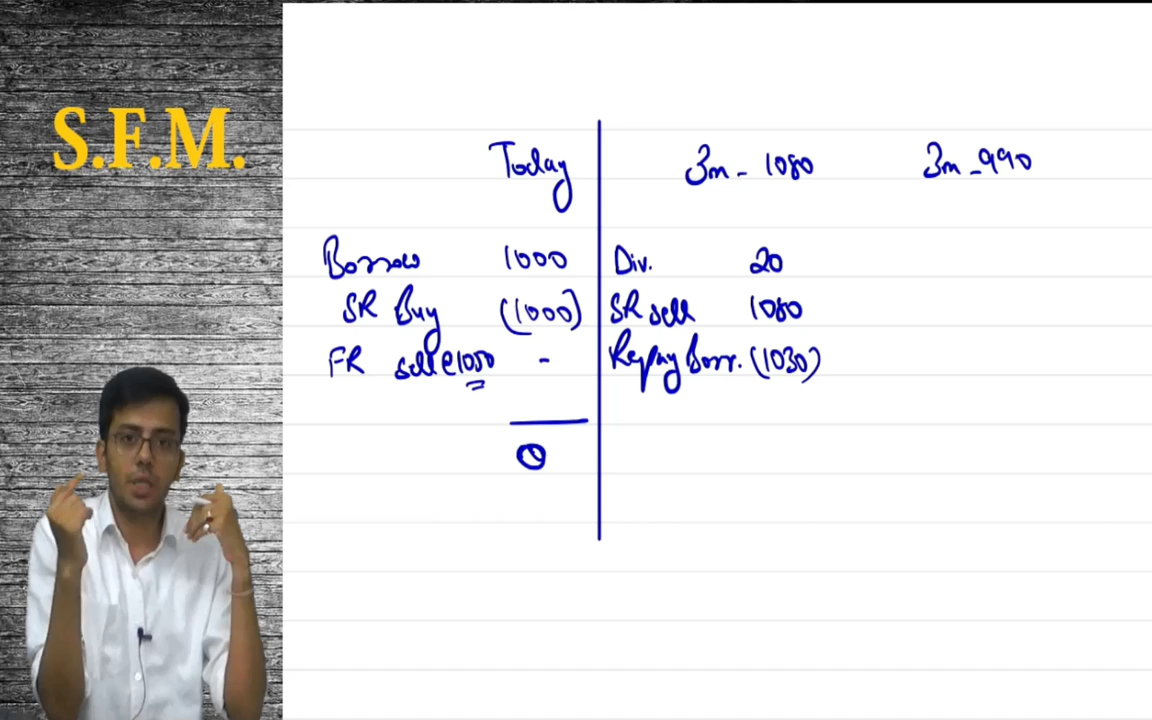 S.F.M.
Today 3m - 1080 3m - 990
Borrow 1000 Div. 20
SR Buy (1000) SR sell 1080
FR sell @ 1050 - Repay Borr. (1030)
0